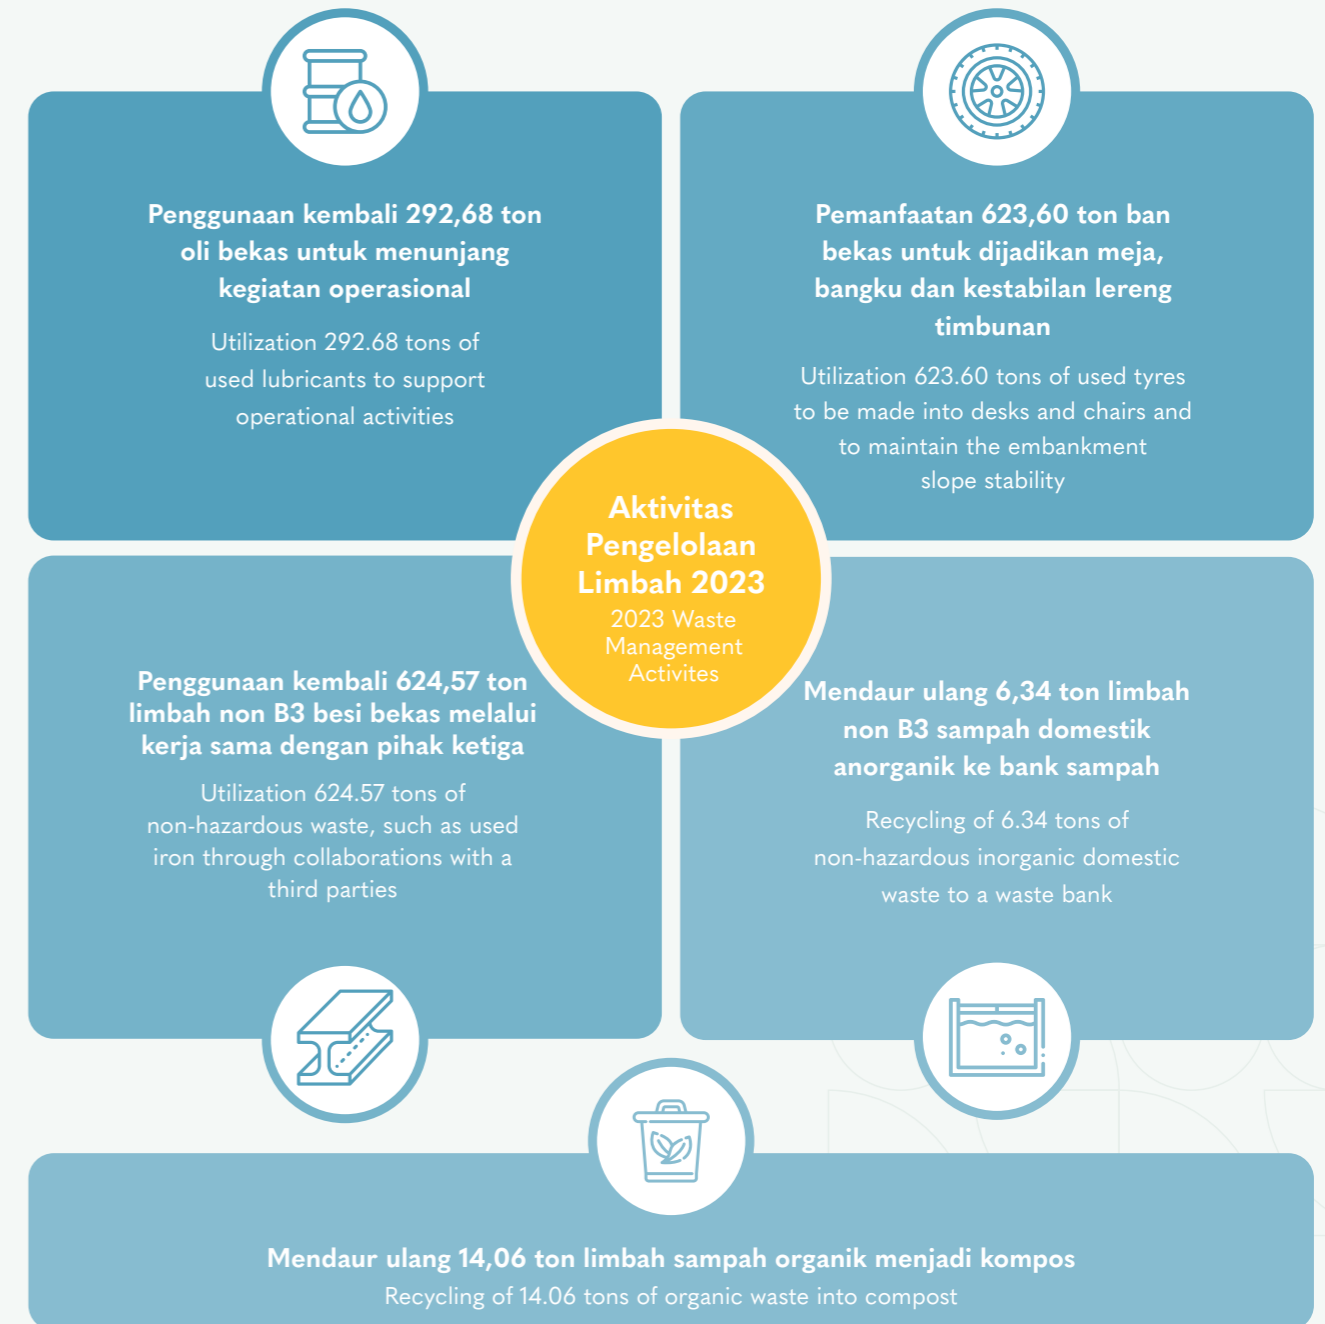 Penggunaan kembali 292,68 ton
oli bekas untuk menunjang
kegiatan operasional
Utilization 292.68 tons of
used lubricants to support
operational activities
Pemanfaatan 623,60 ton ban
bekas untuk dijadikan meja,
bangku dan kestabilan lereng
timbunan
Utilization 623.60 tons of used tyres
to be made into desks and chairs and
to maintain the embankment
slope stability
Aktivitas
Pengelolaan
Limbah 2023
2023 Waste
Management
Activites
Penggunaan kembali 624,57 ton
limbah non B3 besi bekas melalui
kerja sama dengan pihak ketiga
Utilization 624.57 tons of
non-hazardous waste, such as used
iron through collaborations with a
third parties
Mendaur ulang 6,34 ton limbah
non B3 sampah domestik
anorganik ke bank sampah
Recycling of 6.34 tons of
non-hazardous inorganic domestic
waste to a waste bank
Mendaur ulang 14,06 ton limbah sampah organik menjadi kompos
Recycling of 14.06 tons of organic waste into compost